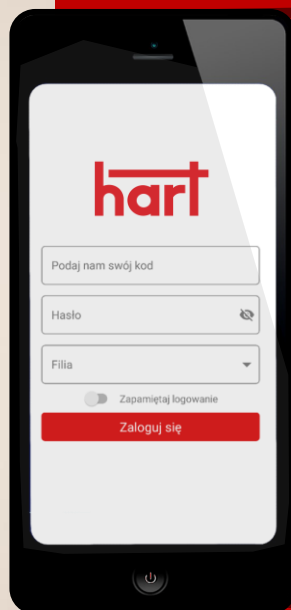 hart
Podaj nam swój kod
Hasło
Filia
Zapamiętaj logowanie
Zaloguj się